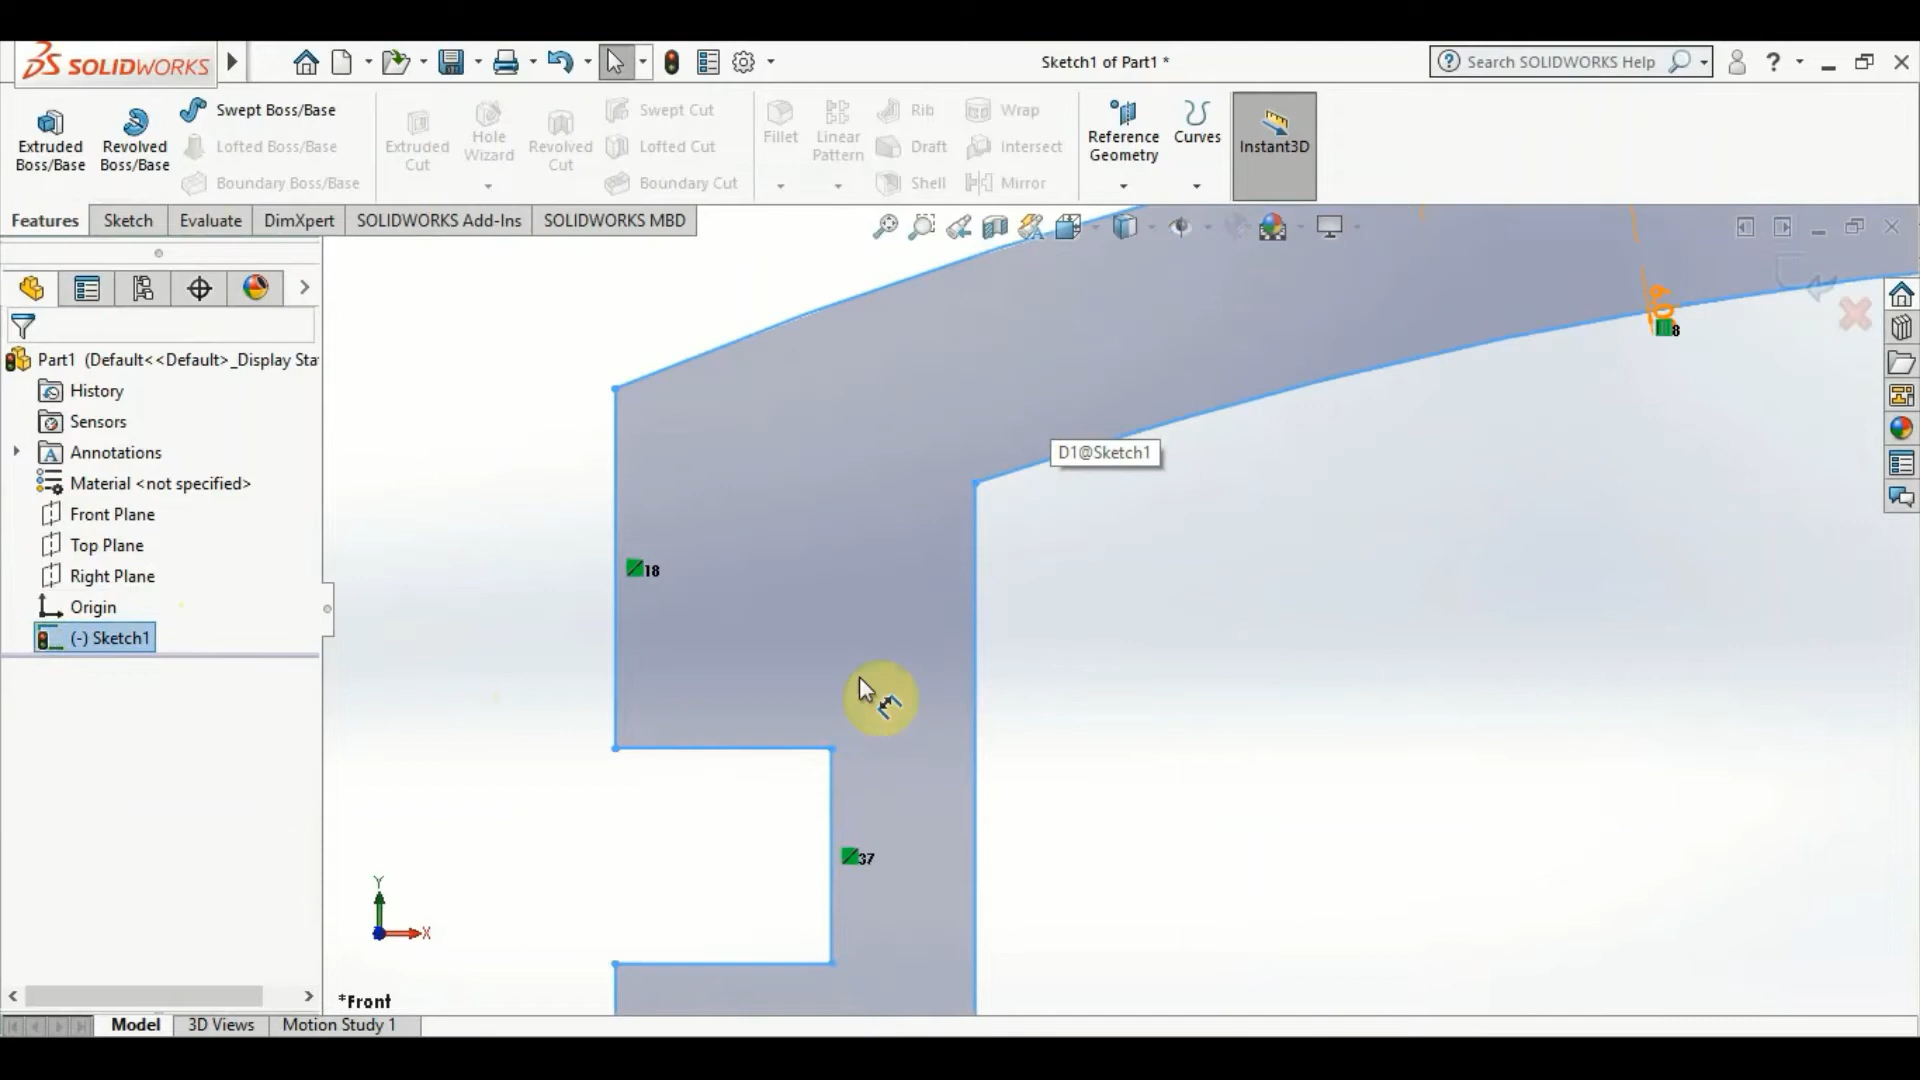 SOLIDWORKS
Sketch1 of Part1 *
Search SOLIDWORKS Help
Extruded Boss/Base
Revolved Boss/Base
Swept Boss/Base
Lofted Boss/Base
Boundary Boss/Base
Extruded Cut
Hole Wizard
Revolved Cut
Swept Cut
Lofted Cut
Boundary Cut
Fillet
Linear Pattern
Rib
Draft
Shell
Wrap
Intersect
Mirror
Reference Geometry
Curves
Instant3D
Features
Sketch
Evaluate
DimXpert
SOLIDWORKS Add-Ins
SOLIDWORKS MBD
Part1 (Default<<Default>_Display Sta
History
Sensors
Annotations
Material <not specified>
Front Plane
Top Plane
Right Plane
Origin
(-) Sketch1
8
D1@Sketch1
18
37
Y
X
*Front
Model
3D Views
Motion Study 1